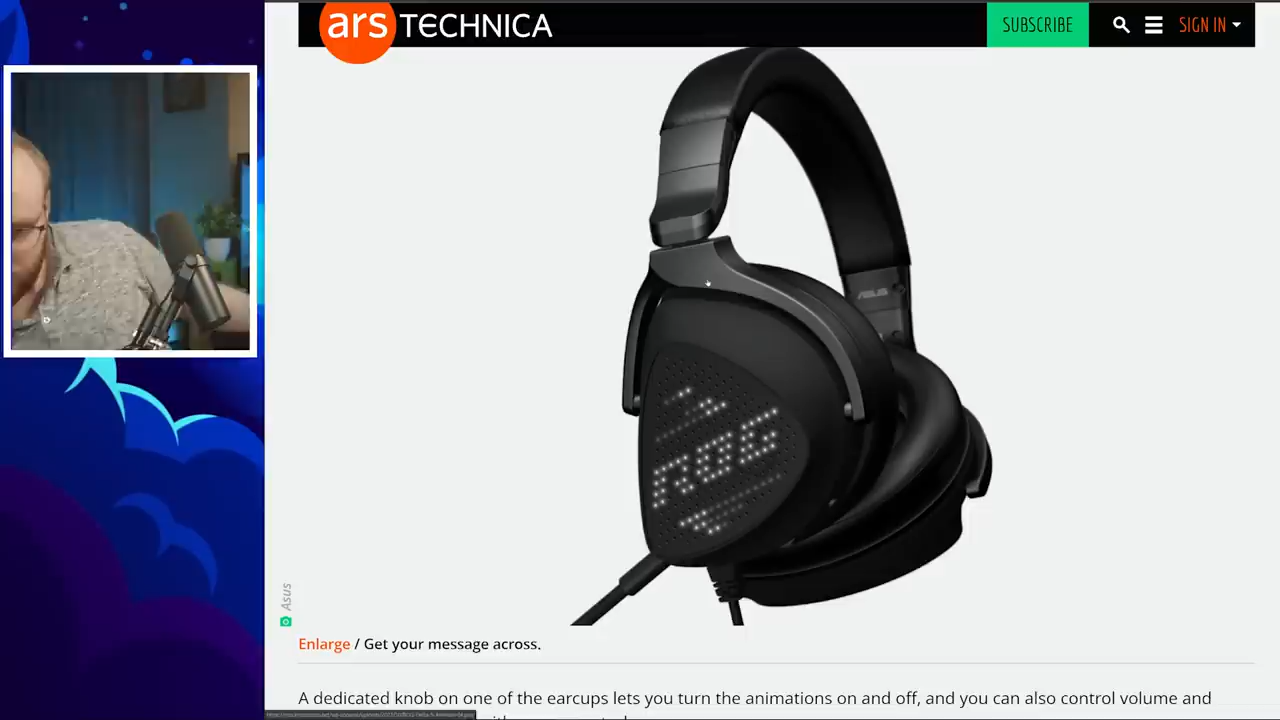 ars TECHNICA
SUBSCRIBE
SIGN IN
ASUS
ROG
Asus
Enlarge / Get your message across.
A dedicated knob on one of the earcups lets you turn the animations on and off, and you can also control volume and